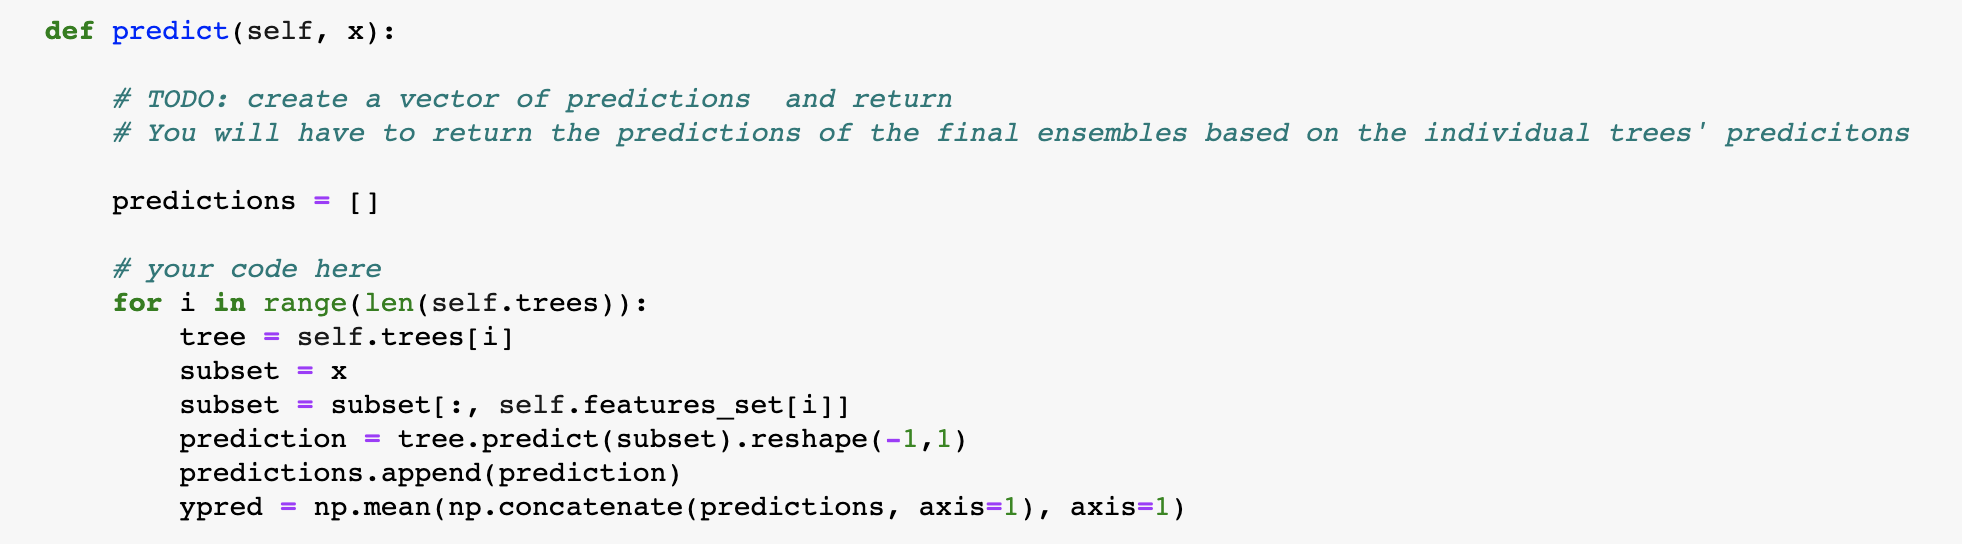 def predict(self, x):
# TODO: create a vector of predictions  and return
# You will have to return the predictions of the final ensembles based on the individual trees' predicitons
predictions = []
# your code here
for i in range(len(self.trees)):
tree = self.trees[i]
subset = x
subset = subset[:, self.features_set[i]]
prediction = tree.predict(subset).reshape(-1,1)
predictions.append(prediction)
ypred = np.mean(np.concatenate(predictions, axis=1), axis=1)